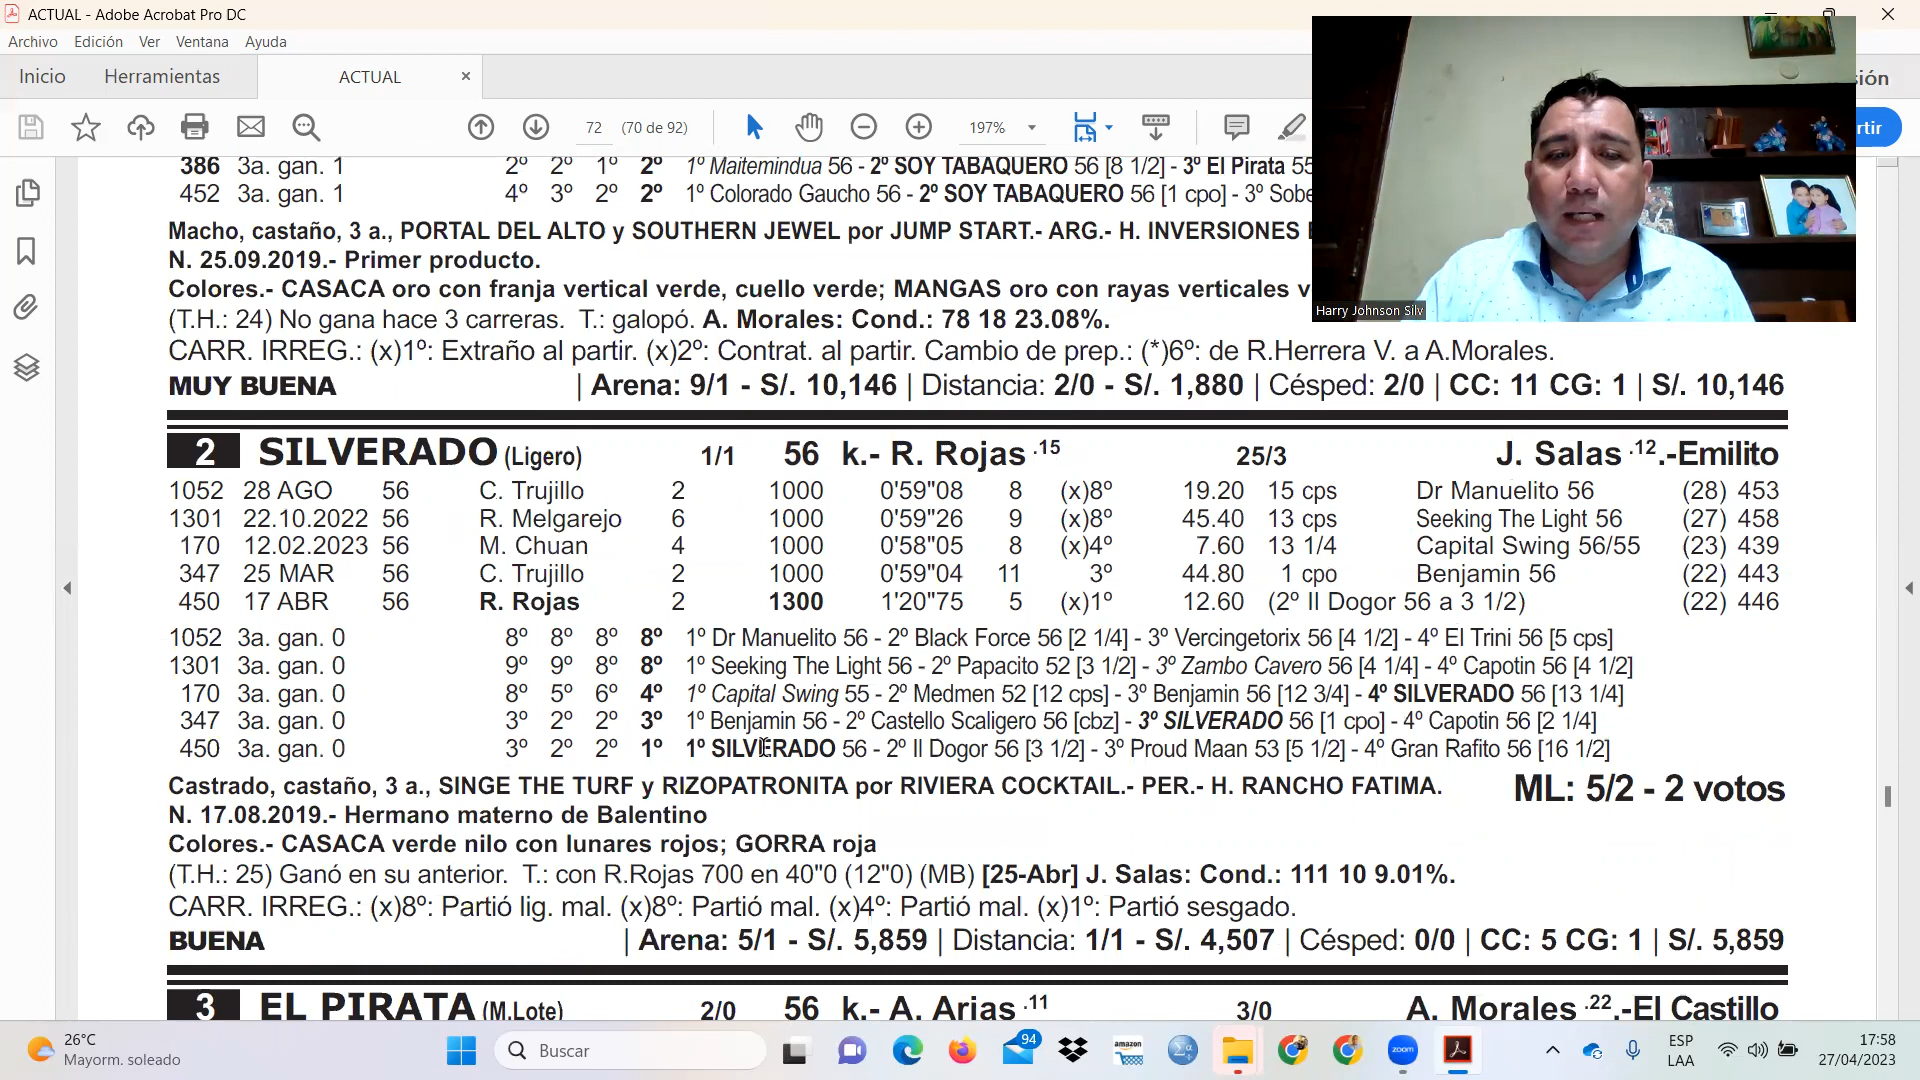 ACTUAL - Adobe Acrobat Pro DC
Archivo Edición Ver Ventana Ayuda
Inicio Herramientas ACTUAL × sión
72 (70 de 92) 197% rtir
386 3a. gan. 1 2º 2º 1º 2º 1º Maitemindua 56 - 2º SOY TABAQUERO 56 [8 1/2] - 3º El Pirata 55
452 3a. gan. 1 4º 3º 2º 2º 1º Colorado Gaucho 56 - 2º SOY TABAQUERO 56 [1 cpo] - 3º Sobe
Macho, castaño, 3 a., PORTAL DEL ALTO y SOUTHERN JEWEL por JUMP START.- ARG.- H. INVERSIONES
N. 25.09.2019.- Primer producto.
Colores.- CASACA oro con franja vertical verde, cuello verde; MANGAS oro con rayas verticales v
Harry Johnson Silv
(T.H.: 24) No gana hace 3 carreras. T.: galopó. A. Morales: Cond.: 78 18 23.08%.
CARR. IRREG.: (x)1º: Extraño al partir. (x)2º: Contrat. al partir. Cambio de prep.: (*)6º: de R.Herrera V. a A.Morales.
MUY BUENA | Arena: 9/1 - S/. 10,146 | Distancia: 2/0 - S/. 1,880 | Césped: 2/0 | CC: 11 CG: 1 | S/. 10,146
2 SILVERADO (Ligero) 1/1 56 k.- R. Rojas .15 25/3 J. Salas .12.-Emilito
1052 28 AGO 56 C. Trujillo 2 1000 0'59"08 8 (x)8º 19.20 15 cps Dr Manuelito 56 (28) 453
1301 22.10.2022 56 R. Melgarejo 6 1000 0'59"26 9 (x)8º 45.40 13 cps Seeking The Light 56 (27) 458
170 12.02.2023 56 M. Chuan 4 1000 0'58"05 8 (x)4º 7.60 13 1/4 Capital Swing 56/55 (23) 439
347 25 MAR 56 C. Trujillo 2 1000 0'59"04 11 3º 44.80 1 cpo Benjamin 56 (22) 443
450 17 ABR 56 R. Rojas 2 1300 1'20"75 5 (x)1º 12.60 (2º Il Dogor 56 a 3 1/2) (22) 446
1052 3a. gan. 0 8º 8º 8º 8º 1º Dr Manuelito 56 - 2º Black Force 56 [2 1/4] - 3º Vercingetorix 56 [4 1/2] - 4º El Trini 56 [5 cps]
1301 3a. gan. 0 9º 9º 8º 8º 1º Seeking The Light 56 - 2º Papacito 52 [3 1/2] - 3º Zambo Cavero 56 [4 1/4] - 4º Capotin 56 [4 1/2]
170 3a. gan. 0 8º 5º 6º 4º 1º Capital Swing 55 - 2º Medmen 52 [12 cps] - 3º Benjamin 56 [12 3/4] - 4º SILVERADO 56 [13 1/4]
347 3a. gan. 0 3º 2º 2º 3º 1º Benjamin 56 - 2º Castello Scaligero 56 [cbz] - 3º SILVERADO 56 [1 cpo] - 4º Capotin 56 [2 1/4]
450 3a. gan. 0 3º 2º 2º 1º 1º SILVERADO 56 - 2º Il Dogor 56 [3 1/2] - 3º Proud Maan 53 [5 1/2] - 4º Gran Rafito 56 [16 1/2]
Castrado, castaño, 3 a., SINGE THE TURF y RIZOPATRONITA por RIVIERA COCKTAIL.- PER.- H. RANCHO FATIMA. ML: 5/2 - 2 votos
N. 17.08.2019.- Hermano materno de Balentino
Colores.- CASACA verde nilo con lunares rojos; GORRA roja
(T.H.: 25) Ganó en su anterior. T.: con R.Rojas 700 en 40"0 (12"0) (MB) [25-Abr] J. Salas: Cond.: 111 10 9.01%.
CARR. IRREG.: (x)8º: Partió lig. mal. (x)8º: Partió mal. (x)4º: Partió mal. (x)1º: Partió sesgado.
BUENA | Arena: 5/1 - S/. 5,859 | Distancia: 1/1 - S/. 4,507 | Césped: 0/0 | CC: 5 CG: 1 | S/. 5,859
3 EL PIRATA (M.Lote) 2/0 56 k.- A. Arias .11 3/0 A. Morales .22.-El Castillo
26°C
Mayorm. soleado
Buscar
94
amazon
zoom
ESP
LAA
17:58
27/04/2023